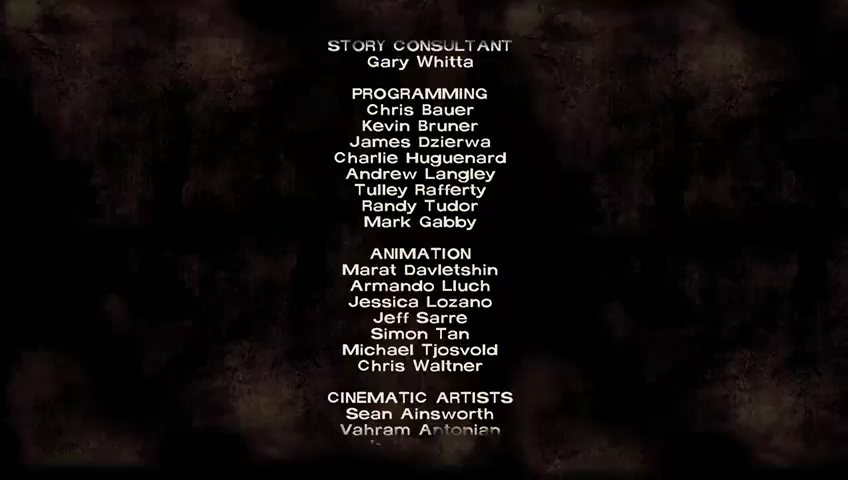 STORY CONSULTANT
Gary Whitta
PROGRAMMING
Chris Bauer
Kevin Bruner
James Dzierwa
Charlie Huguenard
Andrew Langley
Tulley Rafferty
Randy Tudor
Mark Gabby
ANIMATION
Marat Davletshin
Armando Lluch
Jessica Lozano
Jeff Sarre
Simon Tan
Michael Tjosvold
Chris Waltner
CINEMATIC ARTISTS
Sean Ainsworth
Vahram Antonian